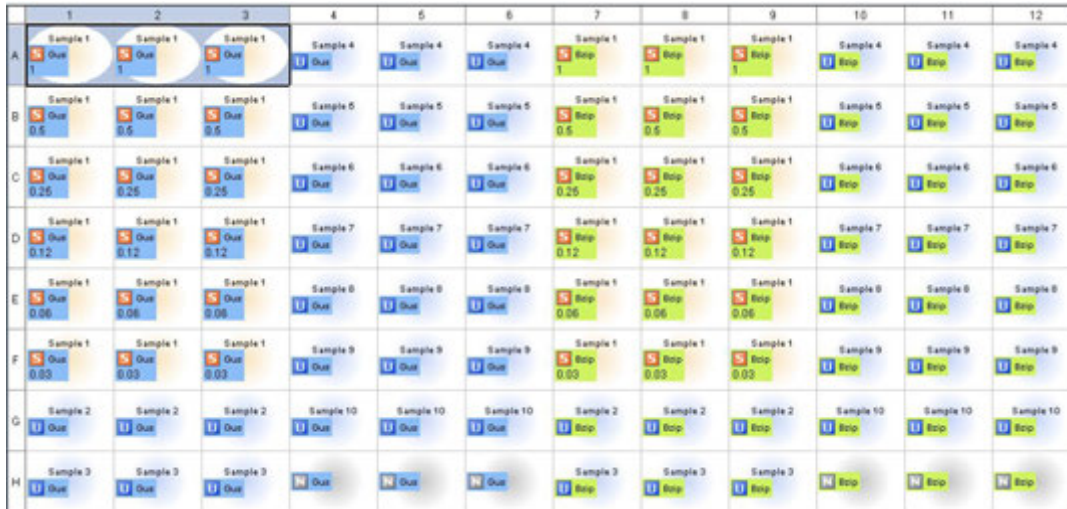 1 2 3 4 5 6 7 8 9 10 11 12
Sample 1 Sample 1 Sample 1 Sample 4 Sample 4 Sample 4 Sample 1 Sample 1 Sample 1 Sample 4 Sample 4 Sample 4
A S Gus S Gus S Gus U Gus U Gus U Gus S Bzip S Bzip S Bzip U Bzip U Bzip U Bzip
1 1 1 1 1 1
Sample 1 Sample 1 Sample 1 Sample 5 Sample 5 Sample 5 Sample 1 Sample 1 Sample 1 Sample 5 Sample 5 Sample 5
B S Gus S Gus S Gus U Gus U Gus U Gus S Bzip S Bzip S Bzip U Bzip U Bzip U Bzip
0.5 0.5 0.5 0.5 0.5 0.5
Sample 1 Sample 1 Sample 1 Sample 6 Sample 6 Sample 6 Sample 1 Sample 1 Sample 1 Sample 6 Sample 6 Sample 6
C S Gus S Gus S Gus U Gus U Gus U Gus S Bzip S Bzip S Bzip U Bzip U Bzip U Bzip
0.25 0.25 0.25 0.25 0.25 0.25
Sample 1 Sample 1 Sample 1 Sample 7 Sample 7 Sample 7 Sample 1 Sample 1 Sample 1 Sample 7 Sample 7 Sample 7
D S Gus S Gus S Gus U Gus U Gus U Gus S Bzip S Bzip S Bzip U Bzip U Bzip U Bzip
0.12 0.12 0.12 0.12 0.12 0.12
Sample 1 Sample 1 Sample 1 Sample 8 Sample 8 Sample 8 Sample 1 Sample 1 Sample 1 Sample 8 Sample 8 Sample 8
E S Gus S Gus S Gus U Gus U Gus U Gus S Bzip S Bzip S Bzip U Bzip U Bzip U Bzip
0.06 0.06 0.06 0.06 0.06 0.06
Sample 1 Sample 1 Sample 1 Sample 9 Sample 9 Sample 9 Sample 1 Sample 1 Sample 1 Sample 9 Sample 9 Sample 9
F S Gus S Gus S Gus U Gus U Gus U Gus S Bzip S Bzip S Bzip U Bzip U Bzip U Bzip
0.03 0.03 0.03 0.03 0.03 0.03
Sample 2 Sample 2 Sample 2 Sample 10 Sample 10 Sample 10 Sample 2 Sample 2 Sample 2 Sample 10 Sample 10 Sample 10
G U Gus U Gus U Gus U Gus U Gus U Gus U Bzip U Bzip U Bzip U Bzip U Bzip U Bzip
Sample 3 Sample 3 Sample 3 Sample 3 Sample 3 Sample 3
H U Gus U Gus U Gus N Gus N Gus N Gus U Bzip U Bzip U Bzip N Bzip N Bzip N Bzip